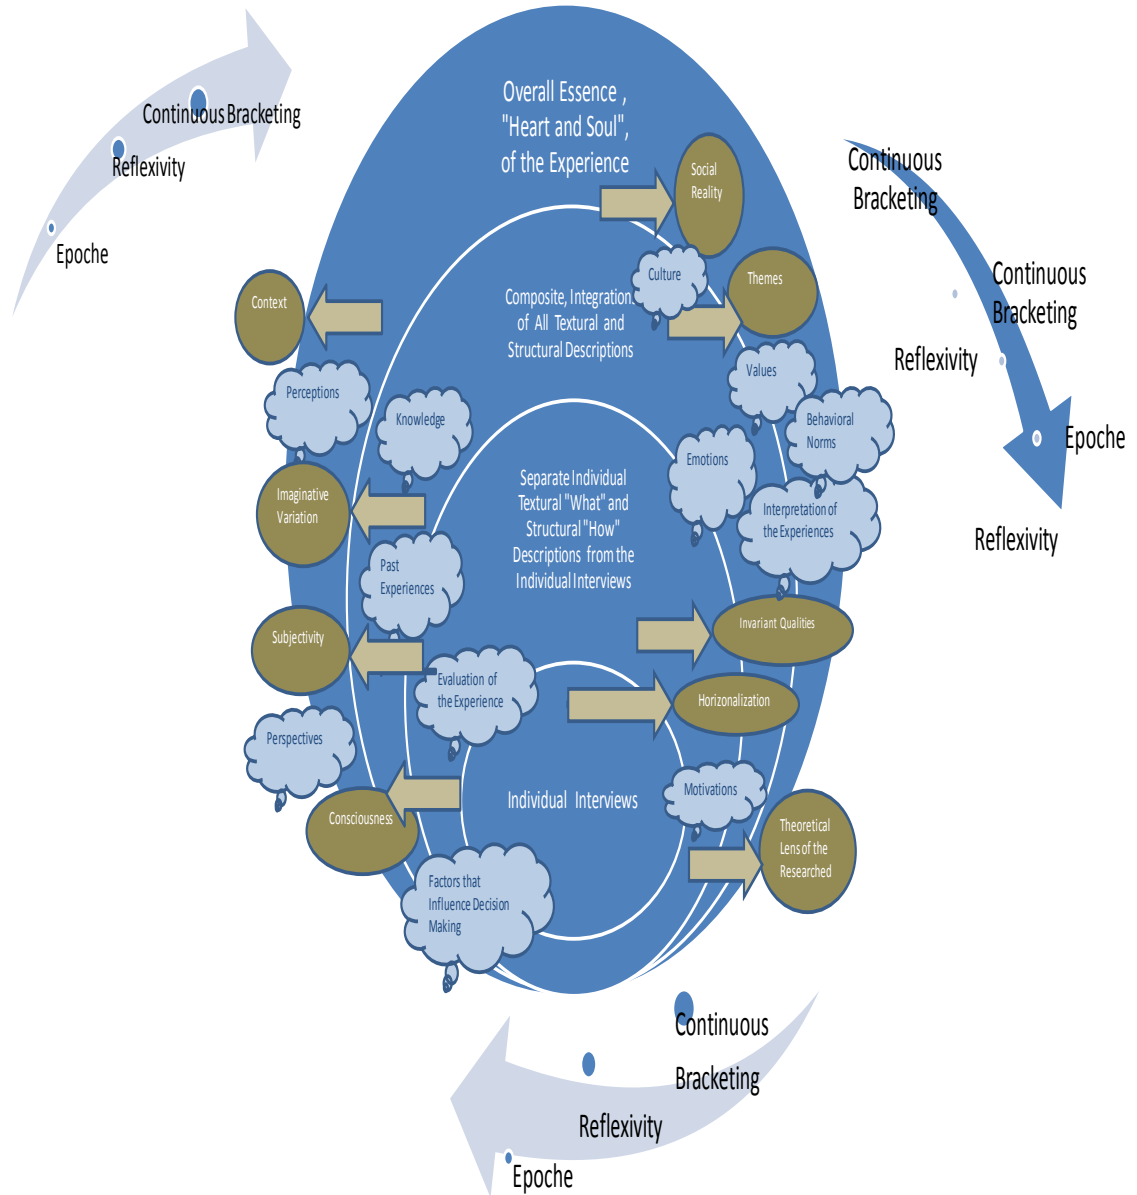 Overall Essence ,
"Heart and Soul",
of the Experience
Continuous Bracketing
Reflexivity
Epoche
Social
Reality
Continuous
Bracketing
Continuous
Bracketing
Reflexivity
Epoche
Reflexivity
Culture
Themes
Context
Composite, Integration
of All Textural and
Structural Descriptions
Values
Perceptions
Knowledge
Behavioral
Norms
Emotions
Separate Individual
Textural "What" and
Structural "How"
Descriptions from the
Individual Interviews
Imaginative
Variation
Interpretation of
the Experiences
Past
Experiences
Subjectivity
Invariant Qualities
Evaluation of
the Experience
Horizonalization
Perspectives
Individual Interviews
Motivations
Consciousness
Theoretical
Lens of the
Researched
Factors that
Influence Decision
Making
Continuous
Bracketing
Reflexivity
Epoche